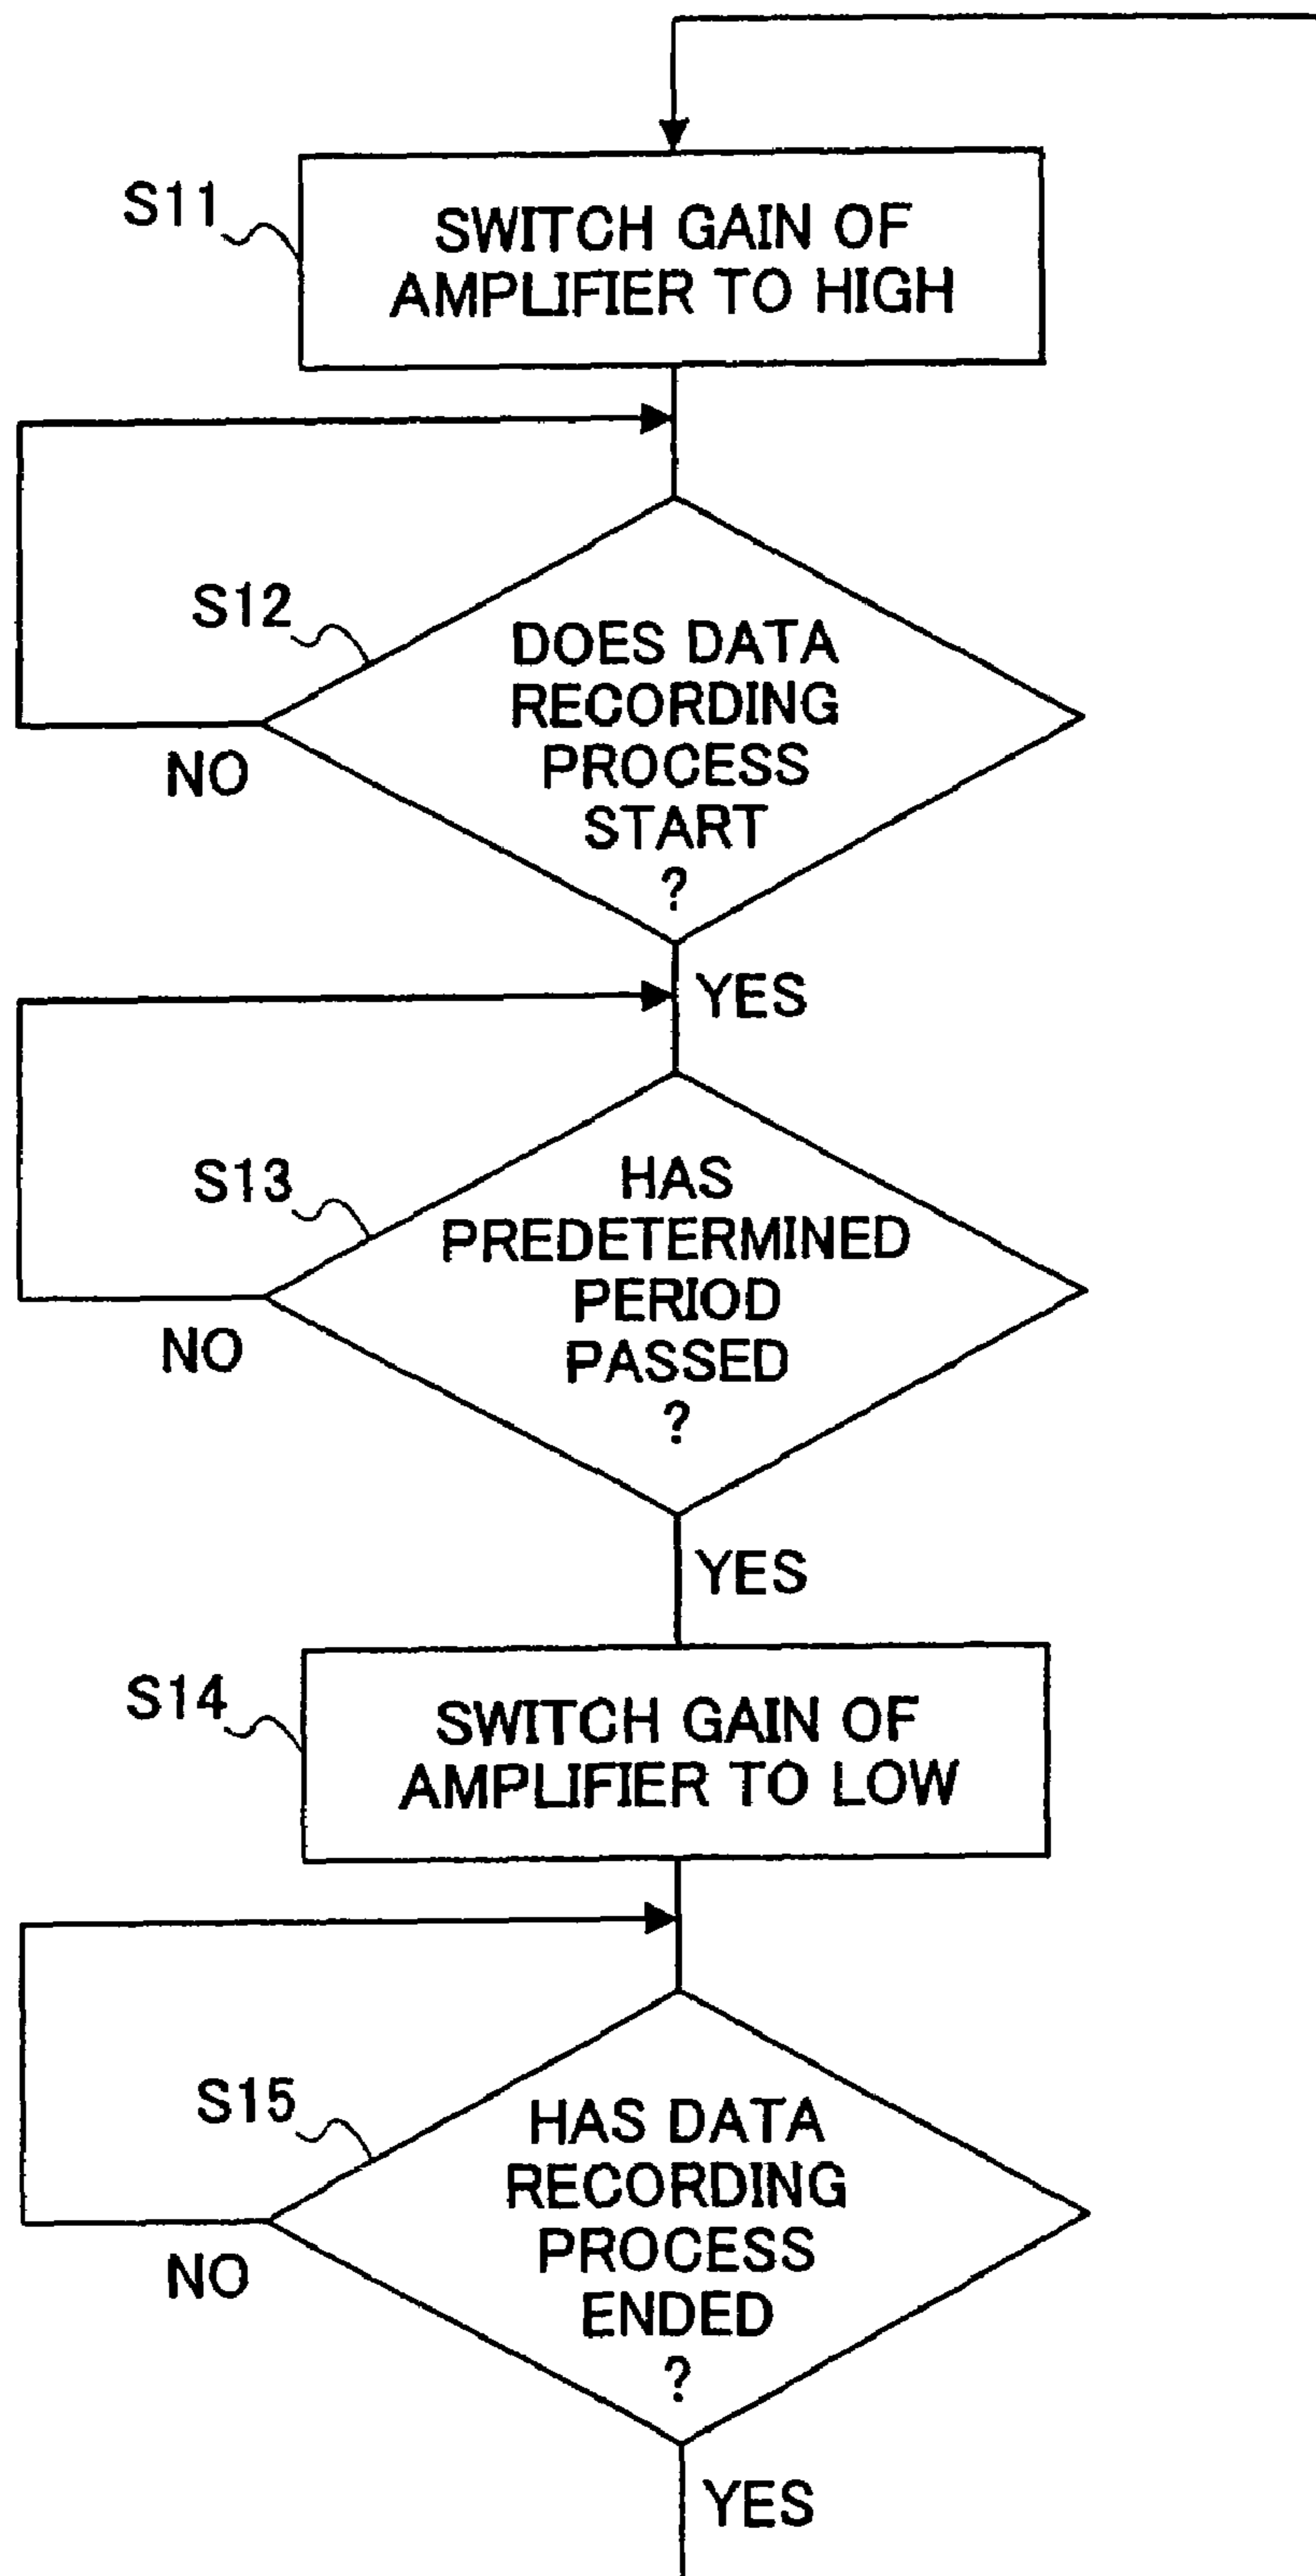 S11
SWITCH GAIN OF
AMPLIFIER TO HIGH
S12
DOES DATA
RECORDING
PROCESS
START
?
NO
YES
S13
HAS
PREDETERMINED
PERIOD
PASSED
?
NO
YES
S14
SWITCH GAIN OF
AMPLIFIER TO LOW
S15
HAS DATA
RECORDING
PROCESS
ENDED
?
NO
YES